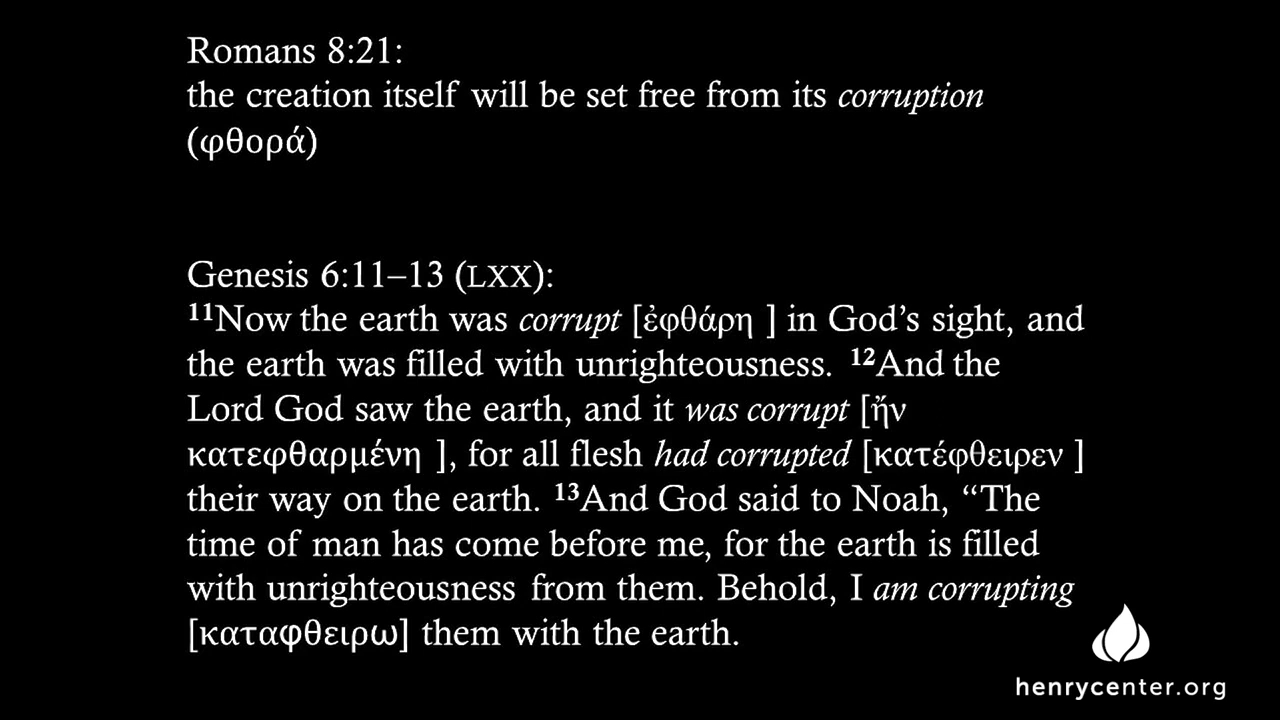 Romans 8:21:
the creation itself will be set free from its corruption
(φθορά)
Genesis 6:11–13 (LXX):
¹¹Now the earth was corrupt [ἐφθάρη ] in God’s sight, and
the earth was filled with unrighteousness. ¹²And the
Lord God saw the earth, and it was corrupt [ἤν
κατεφθαρμένη ], for all flesh had corrupted [κατέφθειρεν ]
their way on the earth. ¹³And God said to Noah, “The
time of man has come before me, for the earth is filled
with unrighteousness from them. Behold, I am corrupting
[καταφθειρω] them with the earth.
henrycenter.org